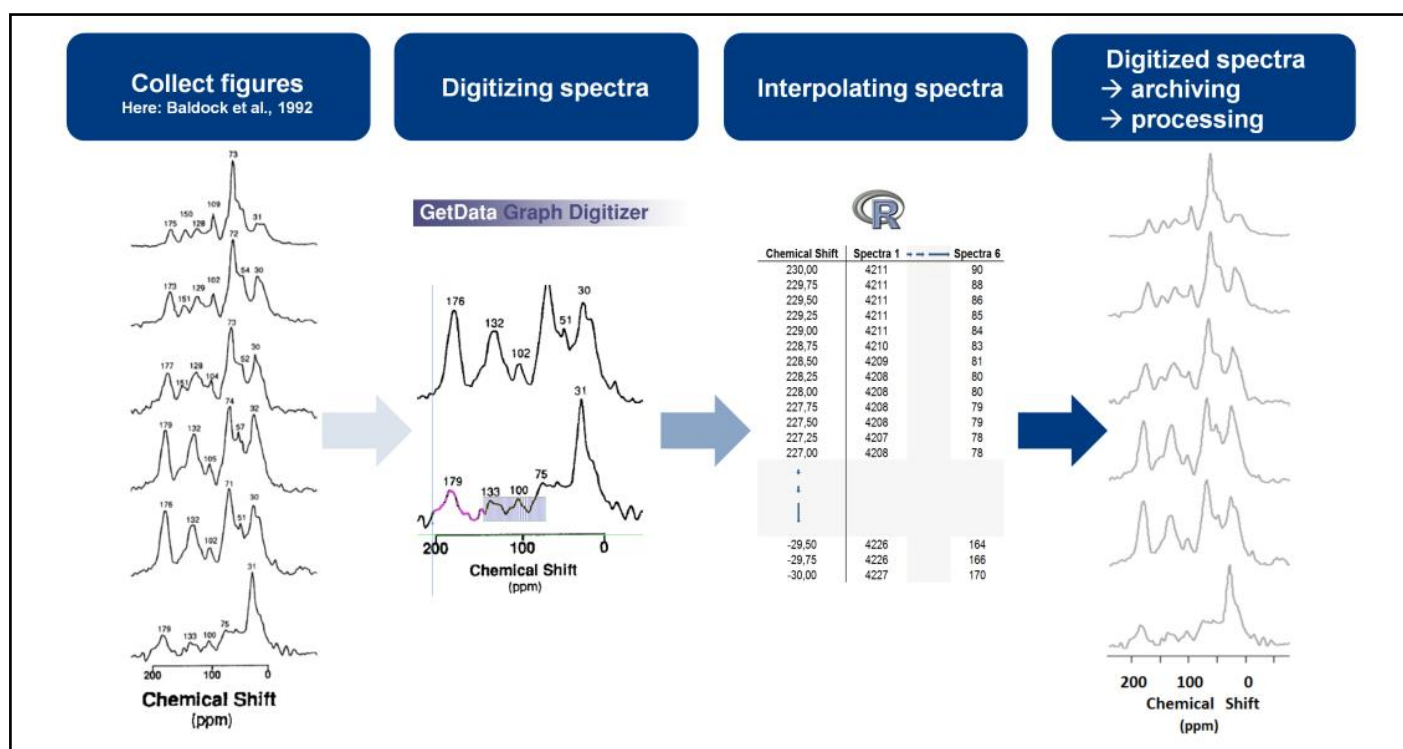 Collect figures
Here: Baldock et al., 1992
Digitizing spectra
Interpolating spectra
Digitized spectra
→ archiving
→ processing
73
175 150 128 109 31
72
173 151 129 102 54 30
73
177 151 129 104 52 30
74
179 132 105 57 32
71
176 132 102 51 30
31
179 133 100 75
200 100 0
Chemical Shift
(ppm)
GetData Graph Digitizer
176 132 102 51 30
31
179 133 100 75
200 100 0
Chemical Shift
(ppm)
R
Chemical Shift Spectra 1 Spectra 6
230,00 4211 90
229,75 4211 88
229,50 4211 86
229,25 4211 85
229,00 4211 84
228,75 4210 83
228,50 4209 81
228,25 4208 80
228,00 4208 80
227,75 4208 79
227,50 4208 79
227,25 4207 78
227,00 4208 78
-29,50 4226 164
-29,75 4226 166
-30,00 4227 170
200 100 0
Chemical Shift
(ppm)